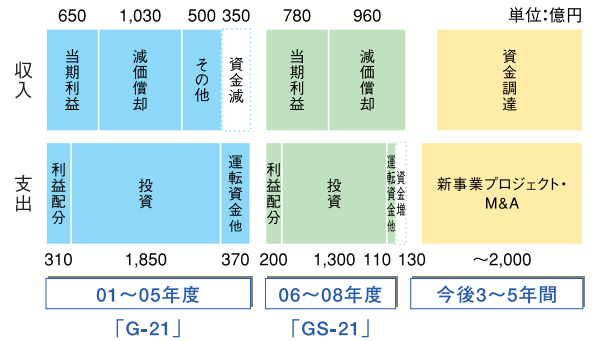 650 1,030 500 350 780 960 単位：億円
収入
当期利益
減価償却
その他
資金減
当期利益
減価償却
資金調達
支出
利益配分
投資
運転資金他
利益配分
投資
運転資金他
資金増
新事業プロジェクト・
M&A
310 1,850 370 200 1,300 110 130 〜2,000
01〜05年度 06〜08年度 今後3〜5年間
「G-21」 「GS-21」